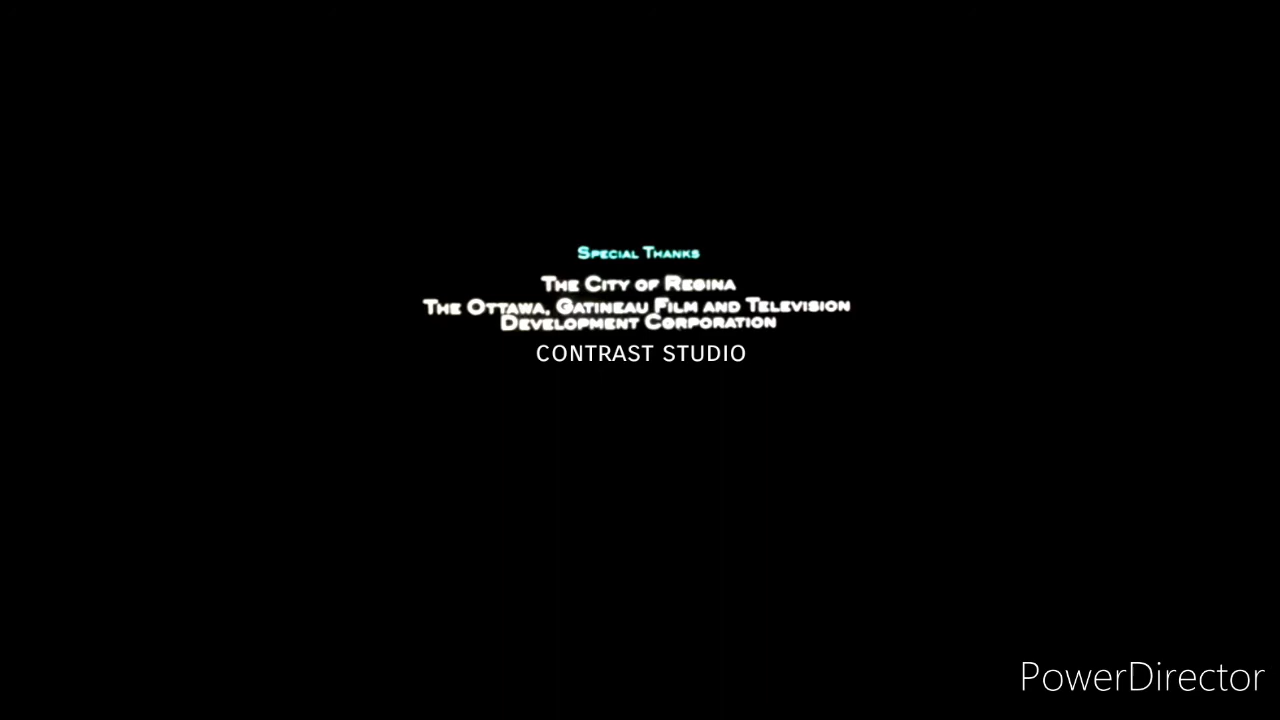 Special Thanks
The City of Regina
The Ottawa, Gatineau Film and Television
Development Corporation
CONTRAST STUDIO
PowerDirector